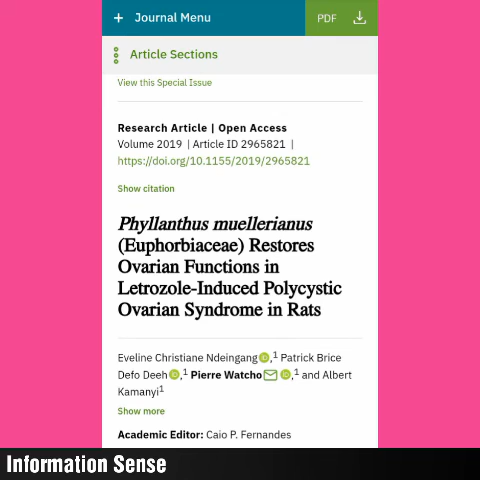 + Journal Menu PDF
Article Sections
View this Special Issue
Research Article | Open Access
Volume 2019 | Article ID 2965821 |
https://doi.org/10.1155/2019/2965821
Show citation
Phyllanthus muellerianus
(Euphorbiaceae) Restores
Ovarian Functions in
Letrozole-Induced Polycystic
Ovarian Syndrome in Rats
Eveline Christiane Ndeingang iD,1 Patrick Brice
Defo Deeh iD,1 Pierre Watcho iD,1 and Albert
Kamanyi1
Show more
Academic Editor: Caio P. Fernandes
Information Sense